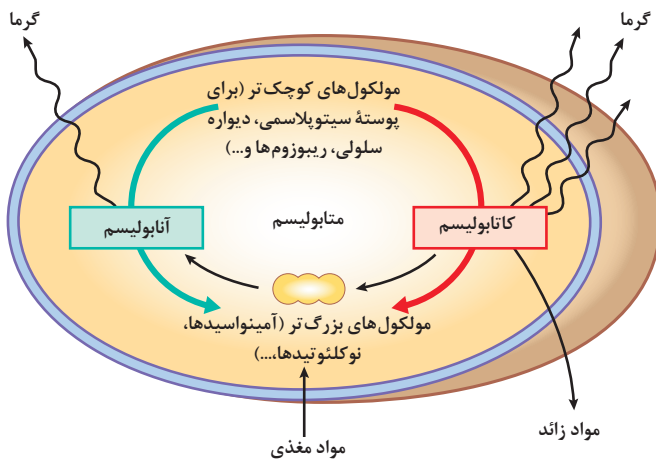 گرما
گرما
مولکول‌های کوچک‌تر (برای
پوستهٔ سیتوپلاسمی، دیواره
سلولی، ریبوزوم‌ها و...)
کاتابولیسم
متابولیسم
آنابولیسم
مولکول‌های بزرگ‌تر (آمینواسیدها،
نوکلئوتیدها،...)
مواد زائد
مواد مغذی